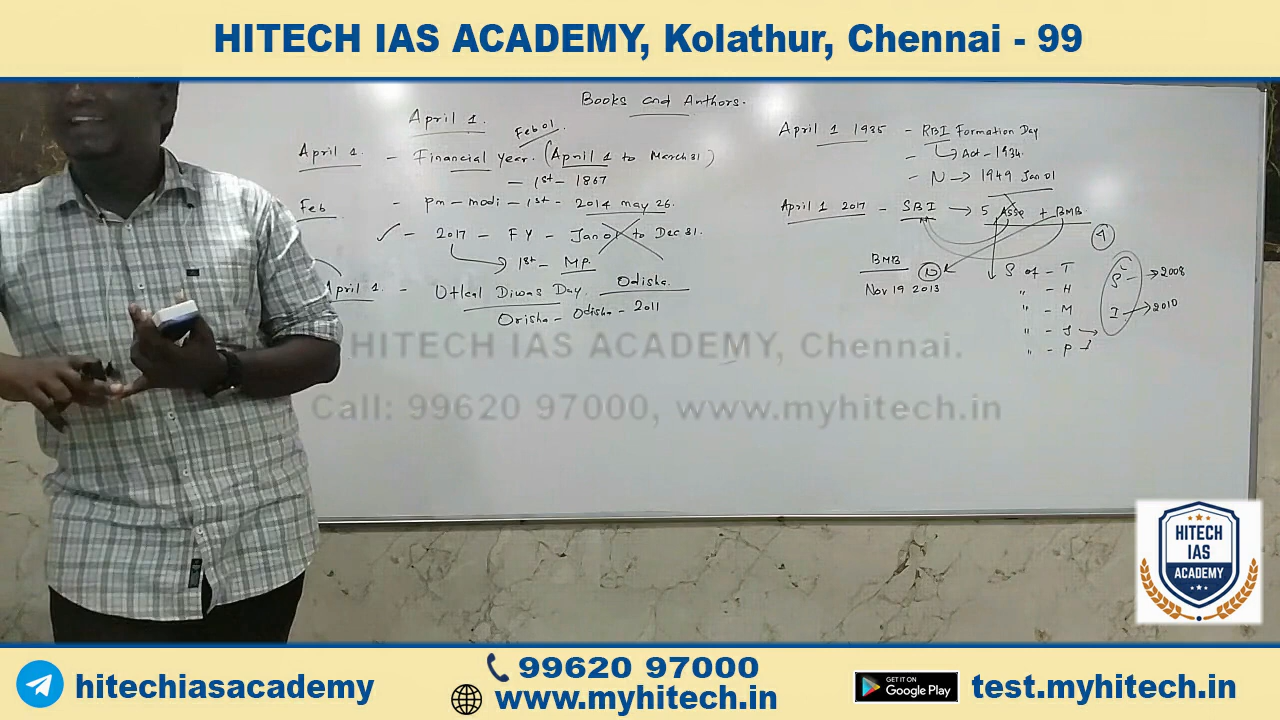 HITECH IAS ACADEMY, Kolathur, Chennai - 99
Books and Authors.
April 1.
Feb 01.
April 1. - Financial year. (April 1 to March 31)
- 1st - 1867
Feb - pm - modi - 1st - 2014 may 26.
- 2017 - FY - Jan 01 to Dec 31.
1st - MP.
April 1. - Utkal Diwas Day. Odisha.
Orisha - Odisha - 2011
April 1 1935 - RBI Formation Day
- Act - 1934.
- N → 1949 Jan 01
April 1 2017 - SBI → 5 Asso + BMB
BMB
Nov 19 2013
S of - T
" - H
" - M
" - J
" - P
S - → 2008
I → 2010
HITECH IAS ACADEMY, Chennai.
Call: 99620 97000, www.myhitech.in
HITECH
IAS
ACADEMY
hitechiasacademy
99620 97000
www.myhitech.in
GET IT ON
Google Play
test.myhitech.in